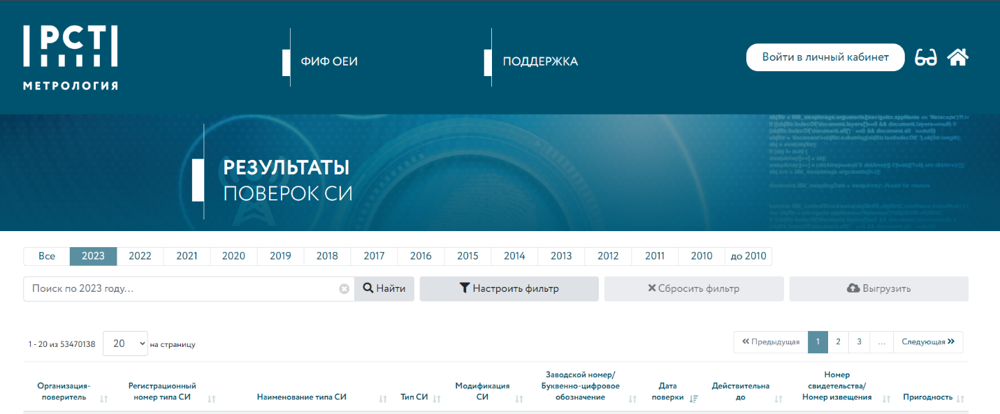 РСТ
МЕТРОЛОГИЯ
ФИФ ОЕИ
ПОДДЕРЖКА
Войти в личный кабинет
РЕЗУЛЬТАТЫ
ПОВЕРОК СИ
Все 2023 2022 2021 2020 2019 2018 2017 2016 2015 2014 2013 2012 2011 2010 до 2010
Поиск по 2023 году... Найти Настроить фильтр Сбросить фильтр Выгрузить
1 - 20 из 53470138 20 на страницу Предыдущая 1 2 3 ... Следующая
Организация-
поверитель
Регистрационный
номер типа СИ
Наименование типа СИ
Тип СИ
Модификация
СИ
Заводской номер/
Буквенно-цифровое
обозначение
Дата
поверки
Действительна
до
Номер
свидетельства/
Номер извещения
Пригодность